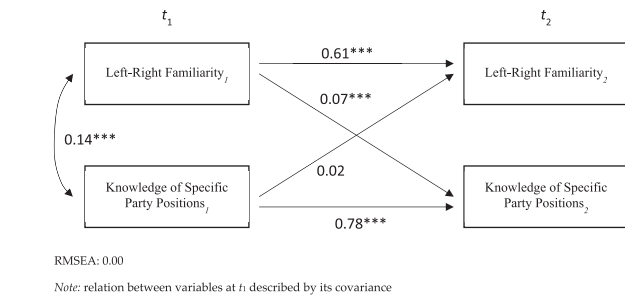 t1 t2
Left-Right Familiarity1
0.61***
Left-Right Familiarity2
0.07***
0.14***
0.02
Knowledge of Specific
Party Positions1
Knowledge of Specific
Party Positions2
0.78***
RMSEA: 0.00
Note: relation between variables at t1 described by its covariance